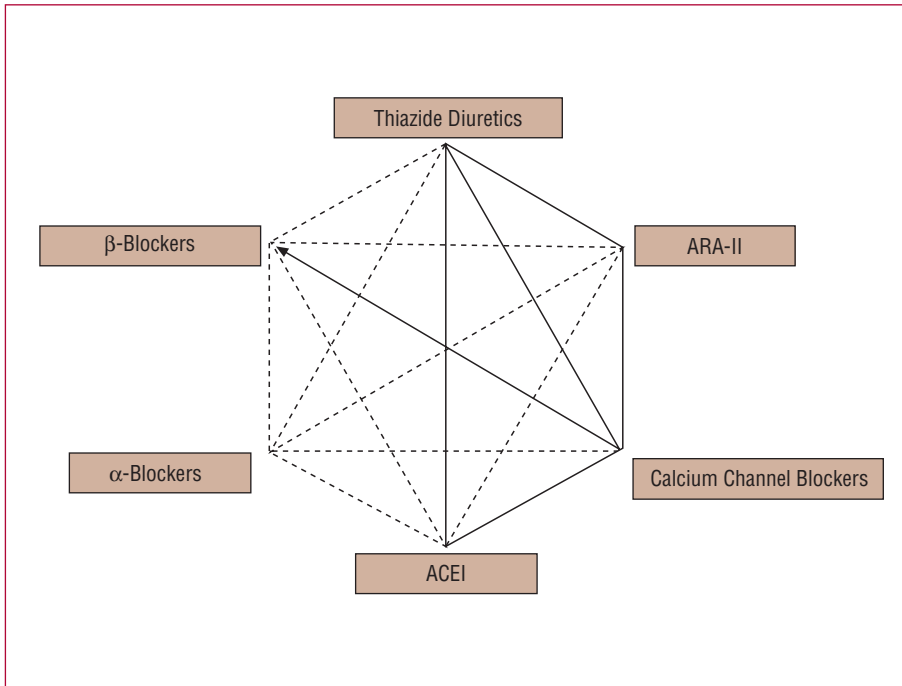 Thiazide Diuretics
β-Blockers
ARA-II
α-Blockers
Calcium Channel Blockers
ACEI